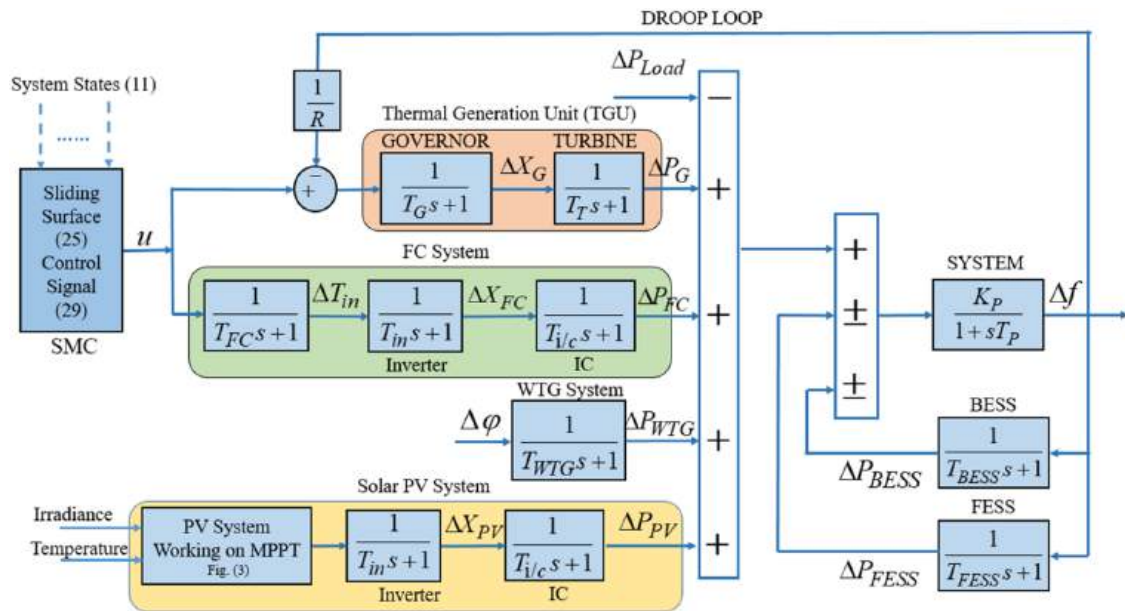 DROOP LOOP
System States (11)
......
1
R
ΔP_Load
−
Thermal Generation Unit (TGU)
GOVERNOR
TURBINE
−
+
1
T_G s + 1
ΔX_G
1
T_T s + 1
ΔP_G
+
Sliding
Surface
(25)
Control
Signal
(29)
SMC
u
FC System
1
T_FC s + 1
ΔT_in
1
T_in s + 1
ΔX_FC
1
T_i/c s + 1
ΔP_FC
+
Inverter
IC
+
±
±
SYSTEM
K_P
1 + sT_P
Δf
WTG System
Δφ
1
T_WTG s + 1
ΔP_WTG
+
BESS
1
T_BESS s + 1
ΔP_BESS
FESS
1
T_FESS s + 1
ΔP_FESS
Solar PV System
Irradiance
Temperature
PV System
Working on MPPT
Fig. (3)
1
T_in s + 1
ΔX_PV
1
T_i/c s + 1
ΔP_PV
+
Inverter
IC